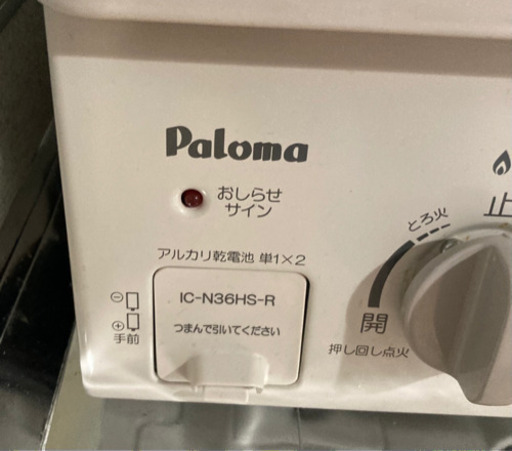 Paloma
おしらせ
サイン
アルカリ乾電池 単1×2
IC-N36HS-R
つまんで引いてください
⊖
⊕
手前
止
とろ火
開
押し回し点火